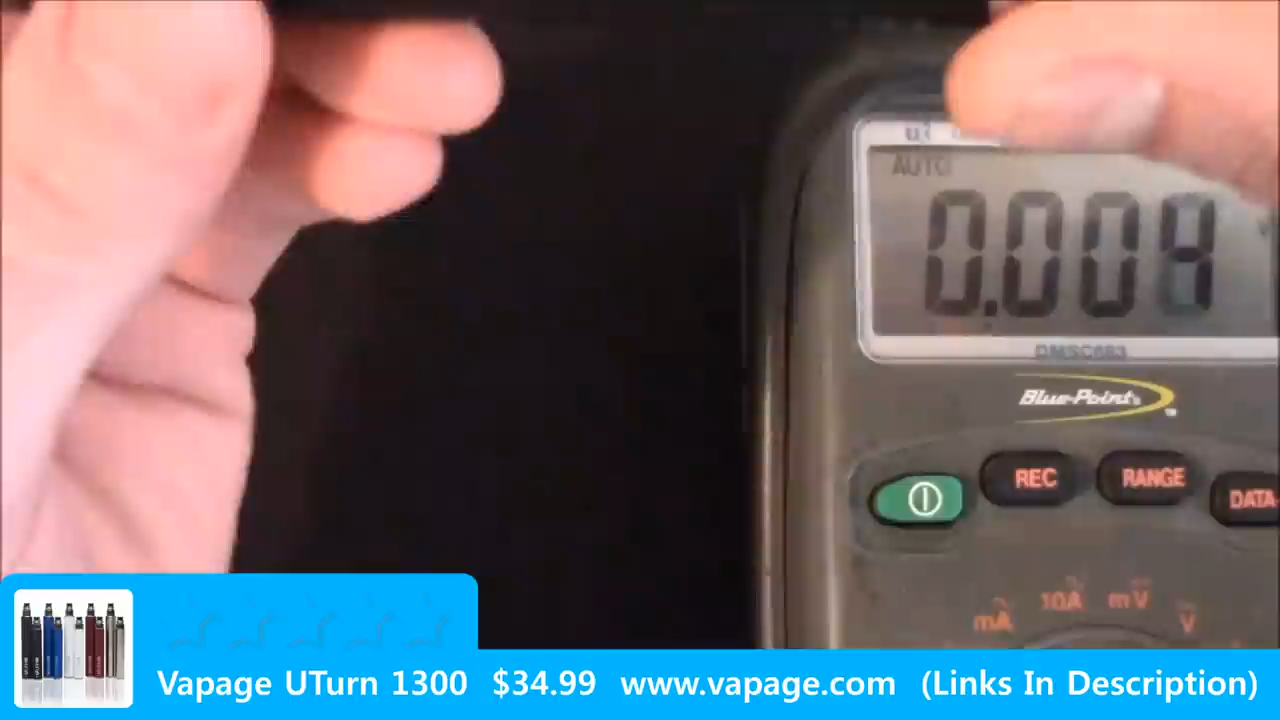 AUTO
0.004
DMSC683
Blue-Point
REC
RANGE
DATA
mA
10A
mV
V
Vapage UTurn 1300 $34.99 www.vapage.com (Links In Description)